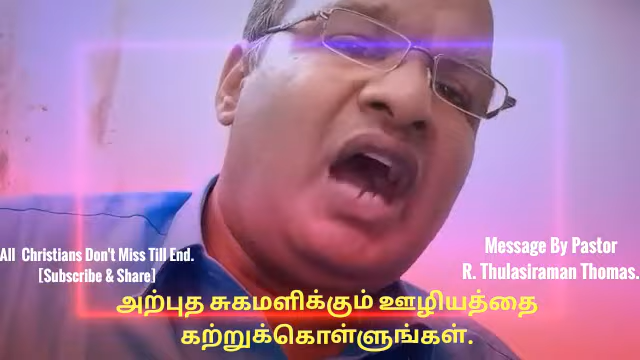 All Christians Don't Miss Till End.
[Subscribe & Share]
Message By Pastor
R. Thulasiraman Thomas.
அற்புத சுகமளிக்கும் ஊழியத்தை
கற்றுக்கொள்ளுங்கள்.